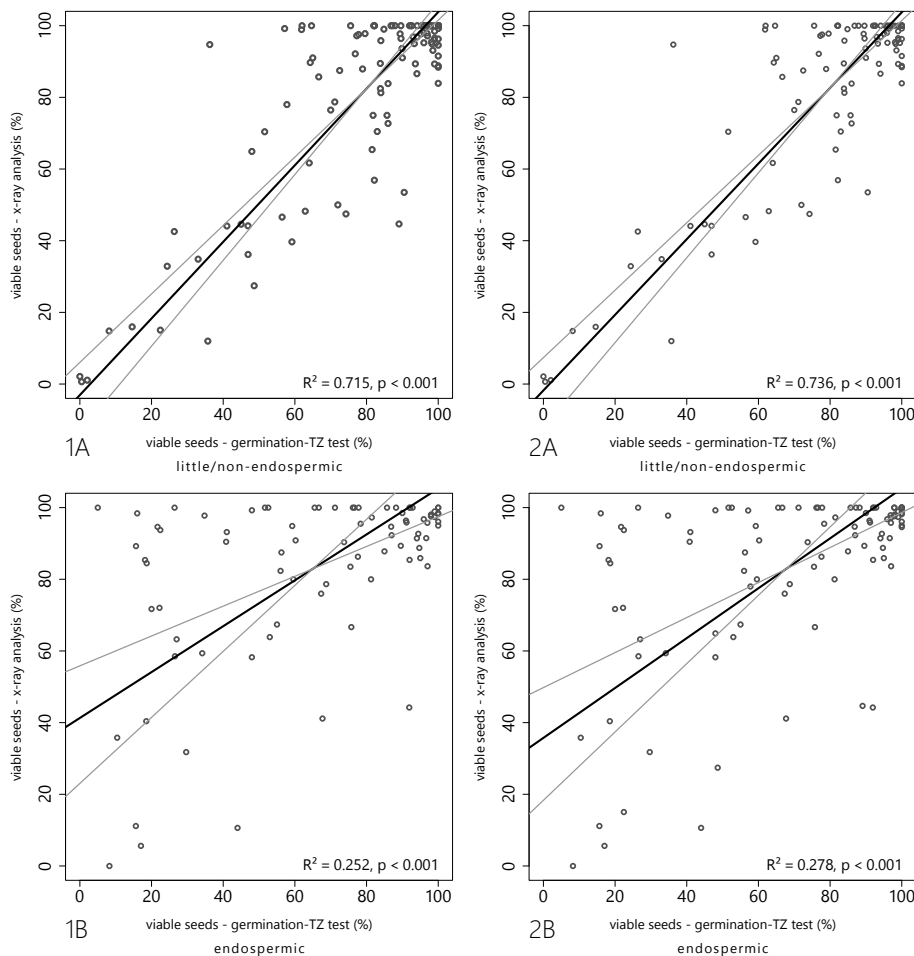 100
80
60
40
20
0
viable seeds - x-ray analysis (%)
R² = 0.715, p < 0.001
0 20 40 60 80 100
1A
viable seeds - germination-TZ test (%)
little/non-endospermic
100
80
60
40
20
0
viable seeds - x-ray analysis (%)
R² = 0.736, p < 0.001
0 20 40 60 80 100
2A
viable seeds - germination-TZ test (%)
little/non-endospermic
100
80
60
40
20
0
viable seeds - x-ray analysis (%)
R² = 0.252, p < 0.001
0 20 40 60 80 100
1B
viable seeds - germination-TZ test (%)
endospermic
100
80
60
40
20
0
viable seeds - x-ray analysis (%)
R² = 0.278, p < 0.001
0 20 40 60 80 100
2B
viable seeds - germination-TZ test (%)
endospermic